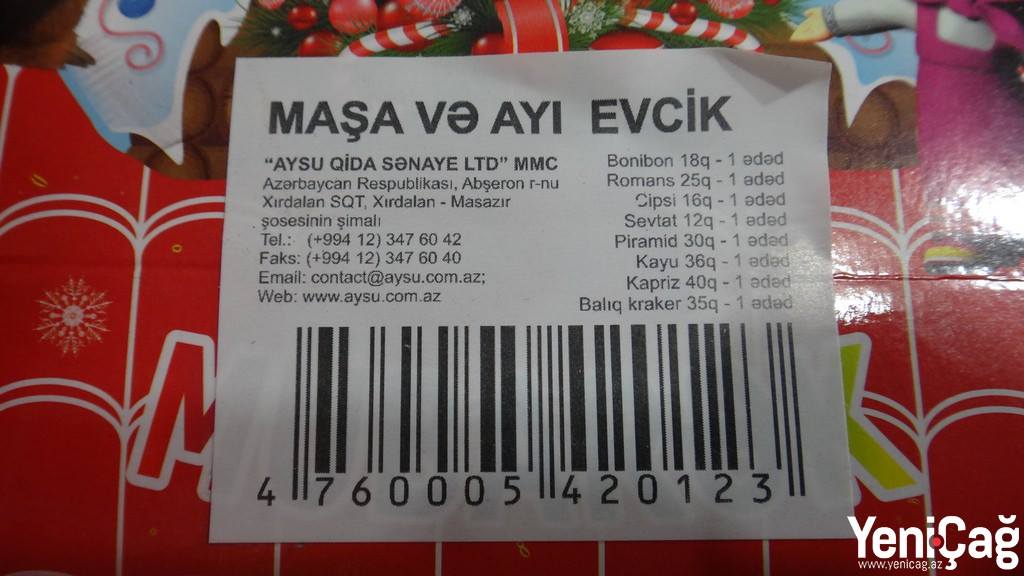 MAŞA VƏ AYI EVCİK
“AYSU QİDA SƏNAYE LTD” MMC
Azərbaycan Respublikası, Abşeron r-nu
Xırdalan SQT, Xırdalan - Masazır
şosesinin şimalı
Tel.: (+994 12) 347 60 42
Faks: (+994 12) 347 60 40
Email: contact@aysu.com.az;
Web: www.aysu.com.az
Bonibon 18q - 1 ədəd
Romans 25q - 1 ədəd
Cipsi 16q - 1 ədəd
Sevtat 12q - 1 ədəd
Piramid 30q - 1 ədəd
Kayu 36q - 1 ədəd
Kapriz 40q - 1 ədəd
Balıq kraker 35q - 1 ədəd
4 760005 420123
YeniÇağ
www.yenicag.az